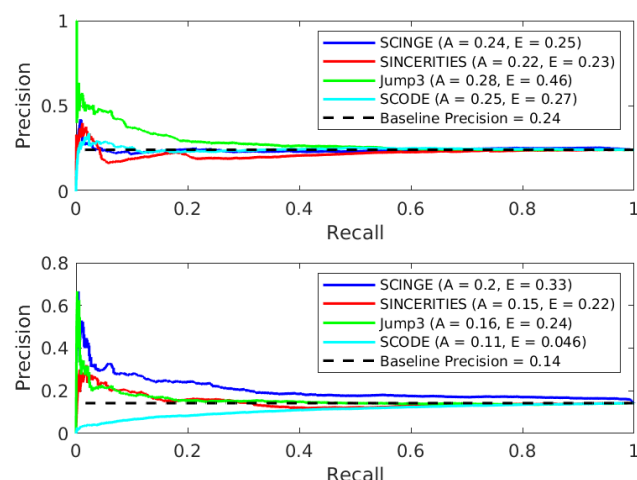 1
0.5
0
Precision
0
0.2
0.4
0.6
0.8
1
Recall
SCINGE (A = 0.24, E = 0.25)
SINCERITIES (A = 0.22, E = 0.23)
Jump3 (A = 0.28, E = 0.46)
SCODE (A = 0.25, E = 0.27)
Baseline Precision = 0.24
0.8
0.6
0.4
0.2
0
Precision
0
0.2
0.4
0.6
0.8
1
Recall
SCINGE (A = 0.2, E = 0.33)
SINCERITIES (A = 0.15, E = 0.22)
Jump3 (A = 0.16, E = 0.24)
SCODE (A = 0.11, E = 0.046)
Baseline Precision = 0.14